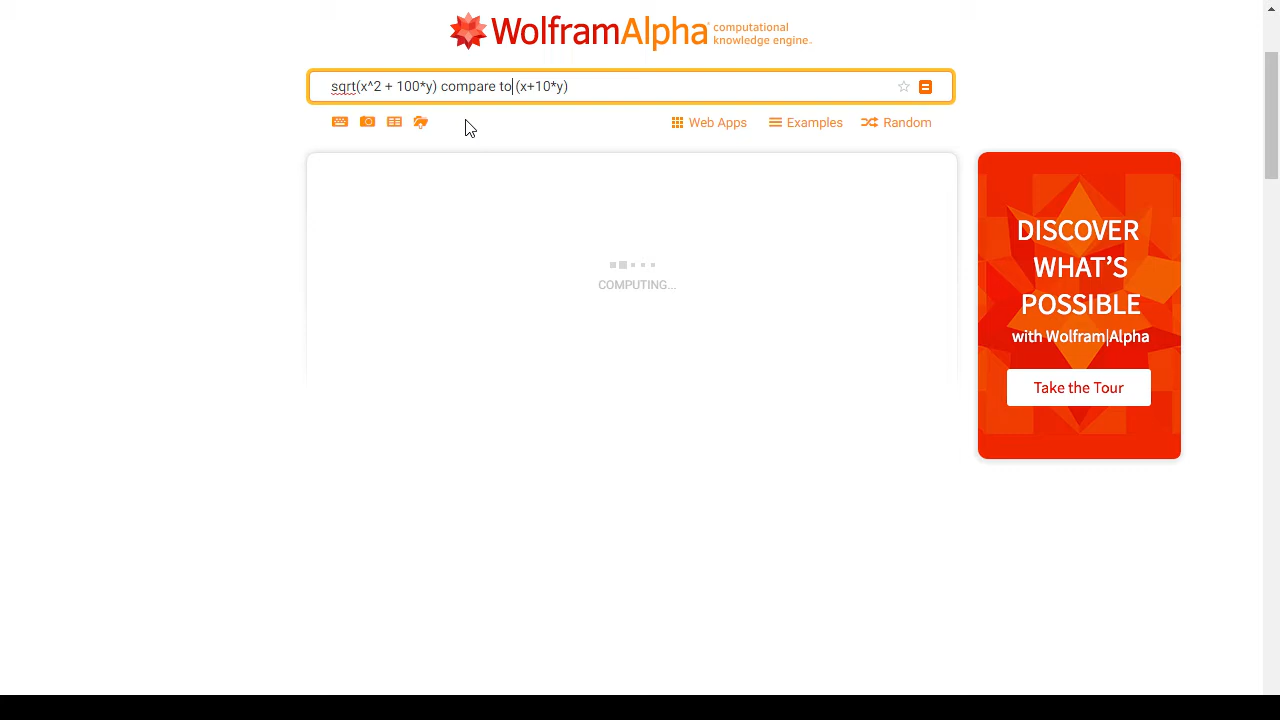 WolframAlpha computational
knowledge engine.
sqrt(x^2 + 100*y) compare to (x+10*y)
Web Apps Examples Random
COMPUTING...
DISCOVER
WHAT'S
POSSIBLE
with Wolfram|Alpha
Take the Tour